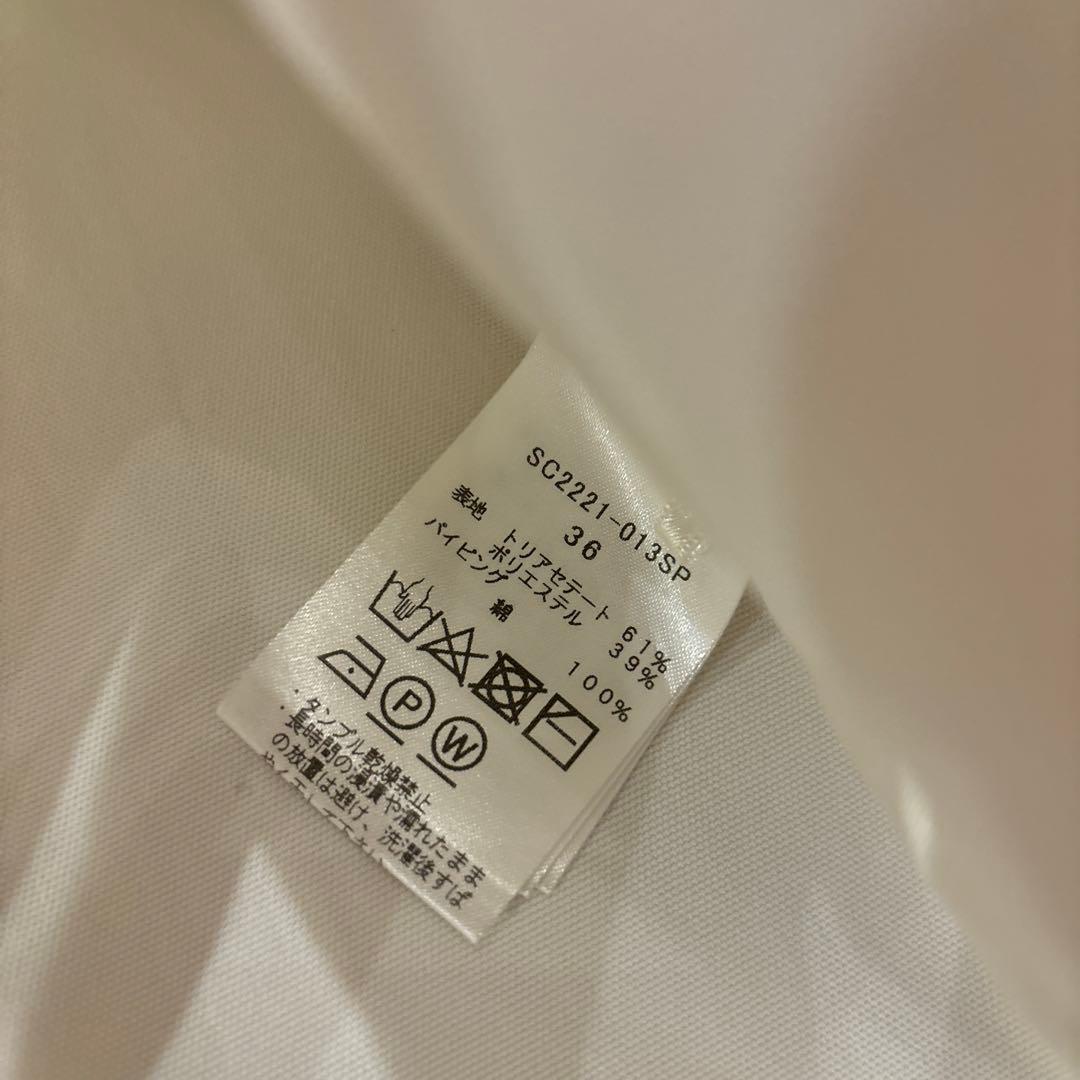 SC2221-013SP
36
表地 トリアセテート 61%
ポリエステル 39%
パイピング 綿 100%
P W
・タンブル乾燥禁止
・長時間の浸漬や濡れたまま
の放置は避け、洗濯後すば